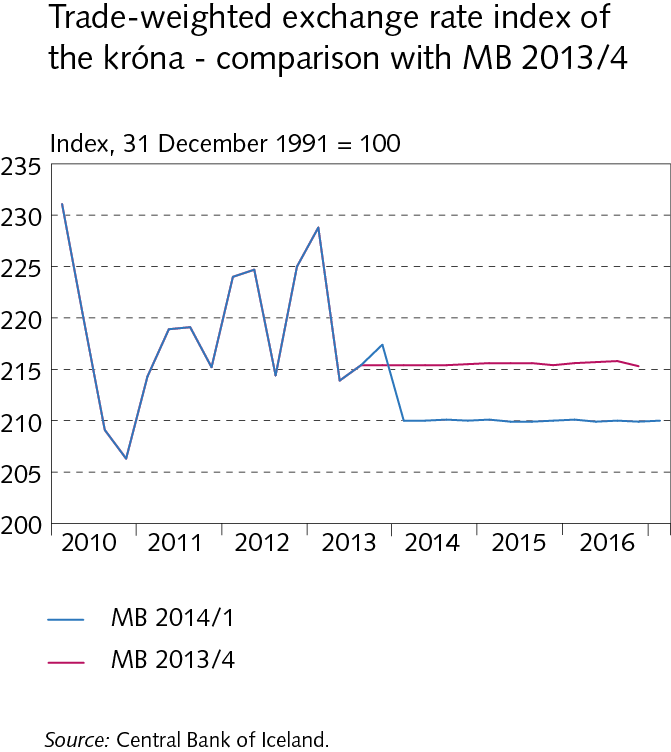 Trade-weighted exchange rate index of
the króna - comparison with MB 2013/4
Index, 31 December 1991 = 100
235
230
225
220
215
210
205
200
2010 2011 2012 2013 2014 2015 2016
MB 2014/1
MB 2013/4
Source: Central Bank of Iceland.